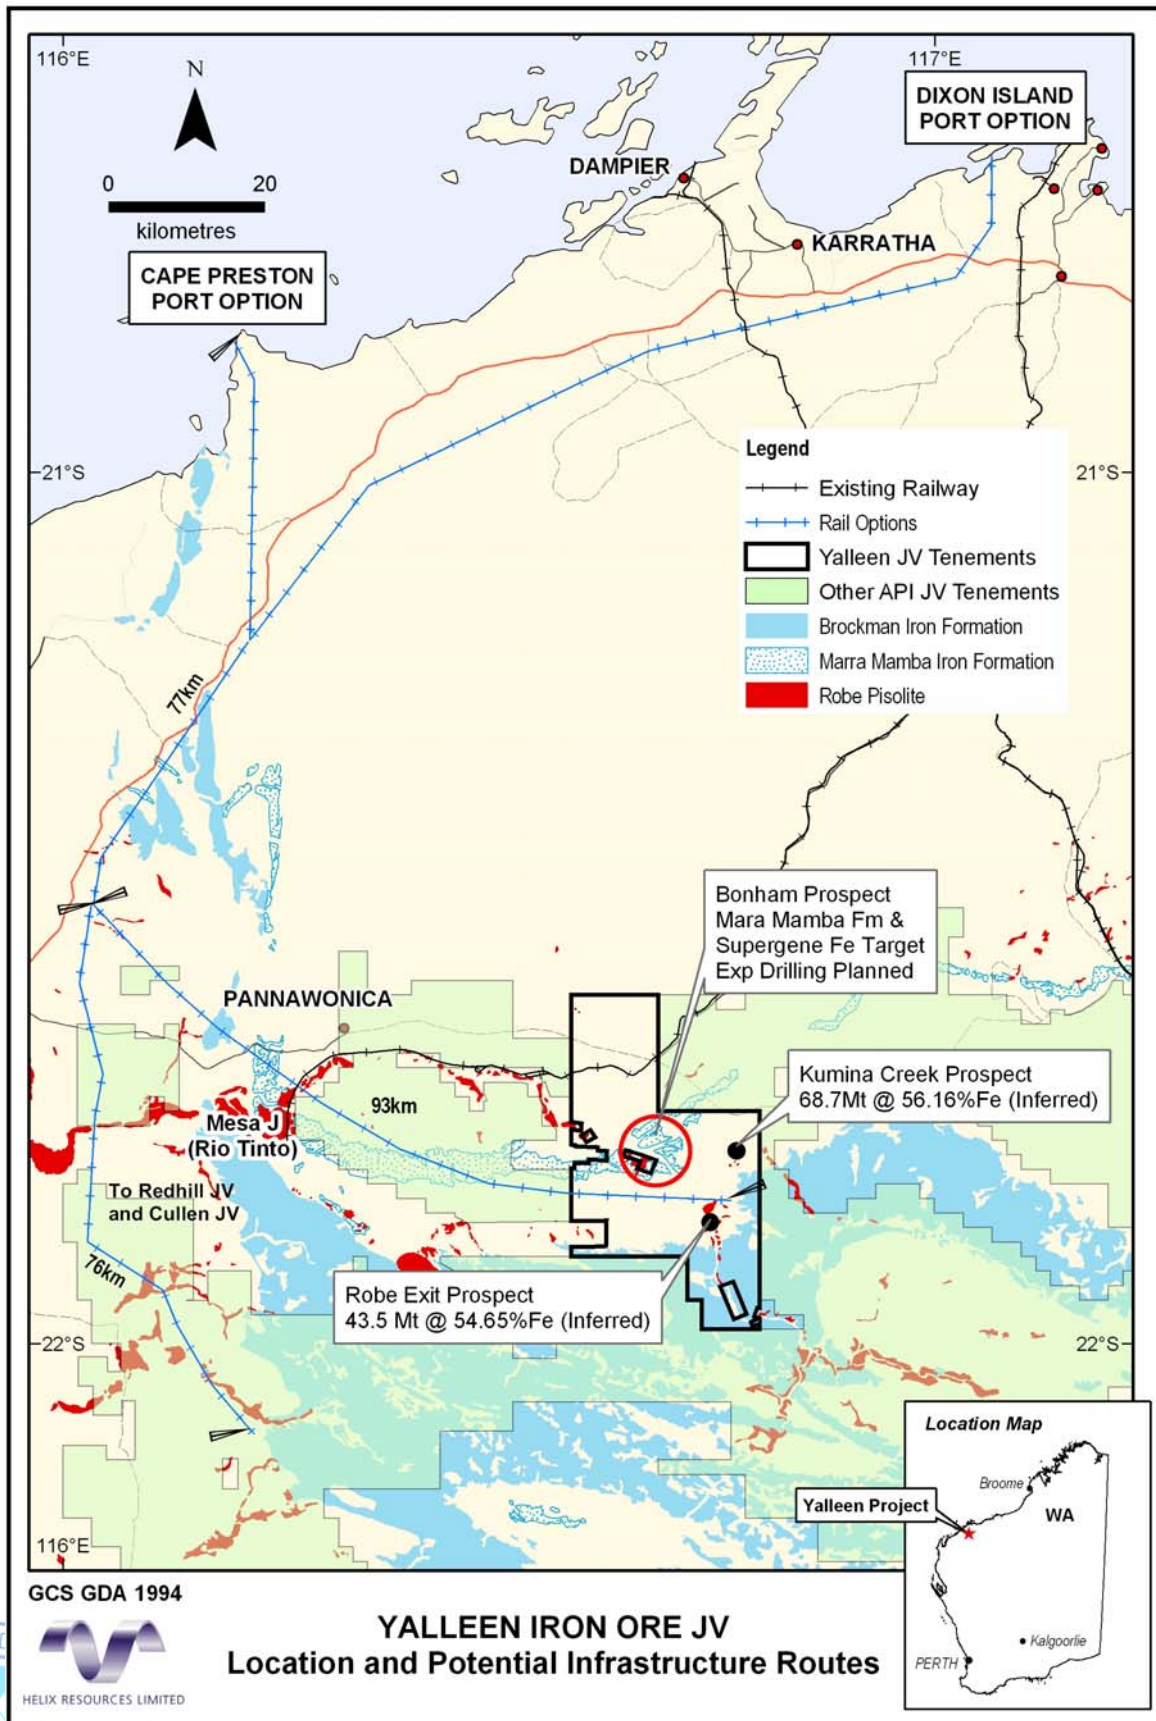 116°E
117°E
N
DIXON ISLAND
PORT OPTION
DAMPIER
0 20
kilometres
KARRATHA
CAPE PRESTON
PORT OPTION
21°S
21°S
Legend
Existing Railway
Rail Options
Yalleen JV Tenements
Other API JV Tenements
Brockman Iron Formation
Marra Mamba Iron Formation
Robe Pisolite
77km
Bonham Prospect
Mara Mamba Fm &
Supergene Fe Target
Exp Drilling Planned
PANNAWONICA
Kumina Creek Prospect
68.7Mt @ 56.16%Fe (Inferred)
93km
Mesa J
(Rio Tinto)
To Redhill JV
and Cullen JV
76km
Robe Exit Prospect
43.5 Mt @ 54.65%Fe (Inferred)
22°S
22°S
Location Map
Broome
Yalleen Project
WA
Kalgoorlie
PERTH
116°E
GCS GDA 1994
YALLEEN IRON ORE JV
Location and Potential Infrastructure Routes
HELIX RESOURCES LIMITED